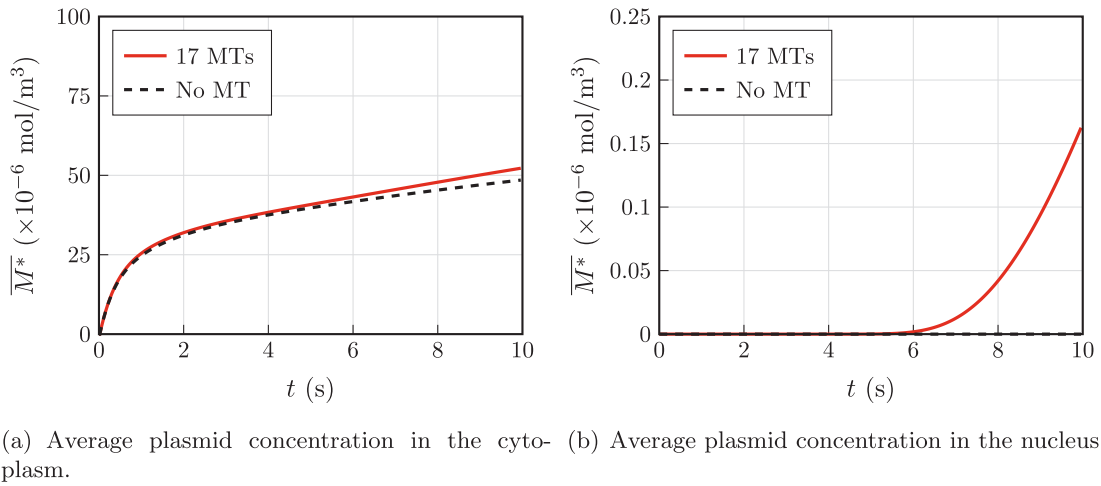 100
75
50
25
0
0 2 4 6 8 10
M* (×10−6 mol/m3)
t (s)
17 MTs
No MT
(a) Average plasmid concentration in the cyto-
plasm.
0.25
0.2
0.15
0.1
0.05
0
0 2 4 6 8 10
M* (×10−6 mol/m3)
t (s)
17 MTs
No MT
(b) Average plasmid concentration in the nucleus